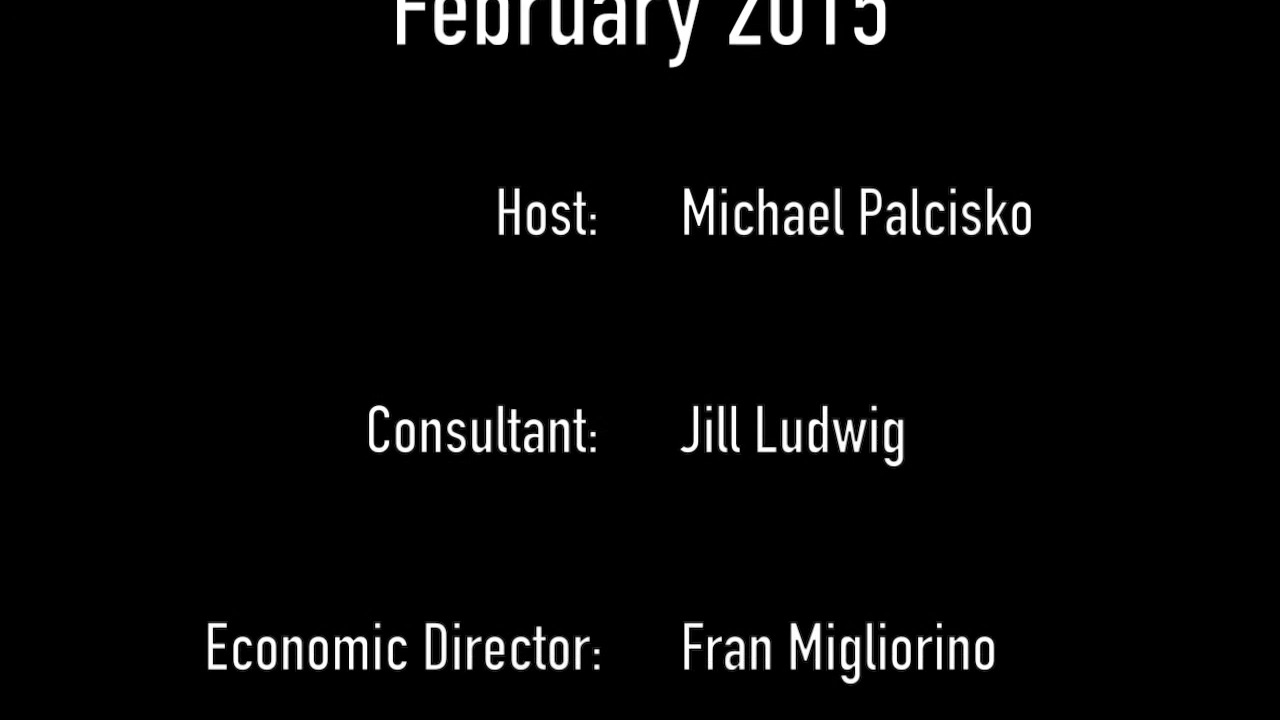 February 2015
Host: Michael Palcisko
Consultant: Jill Ludwig
Economic Director: Fran Migliorino